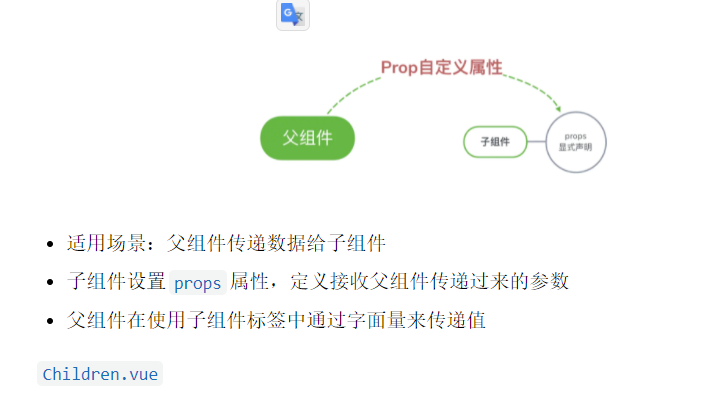 G 文
Prop自定义属性
父组件
子组件
props
显式声明
适用场景：父组件传递数据给子组件
子组件设置 props 属性，定义接收父组件传递过来的参数
父组件在使用子组件标签中通过字面量来传递值
Children.vue